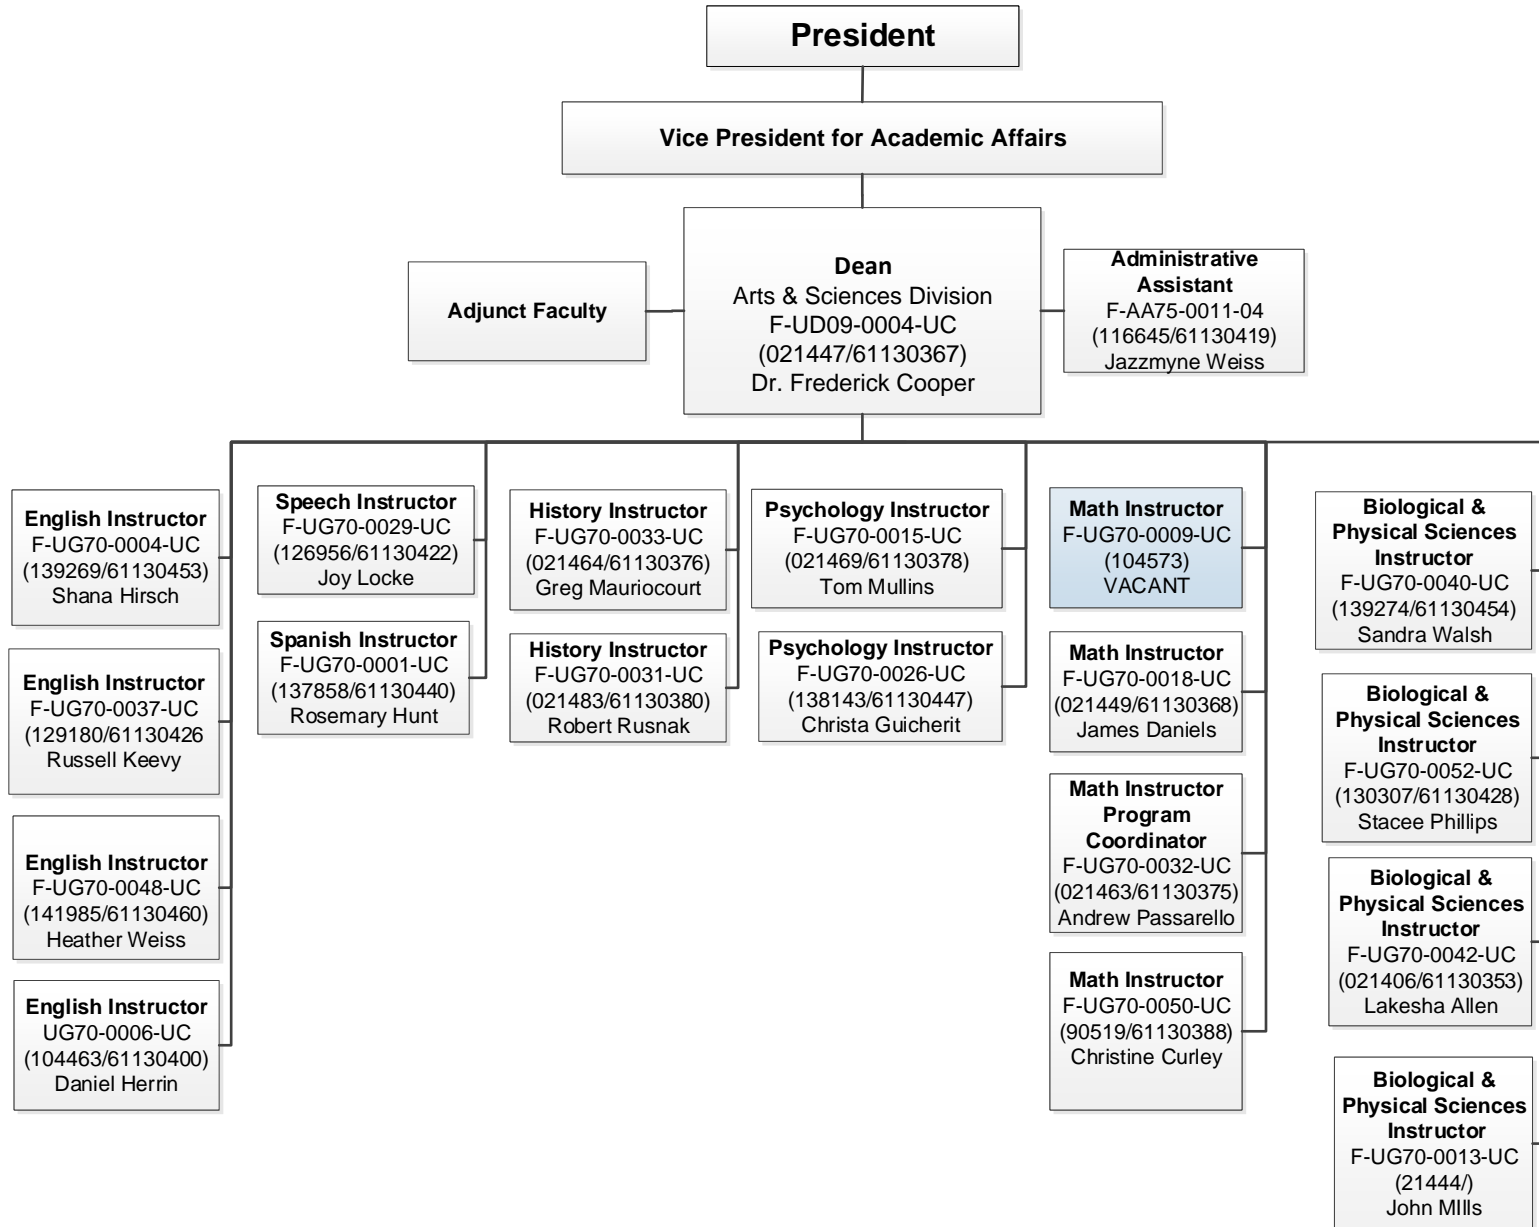 President
Vice President for Academic Affairs
Adjunct Faculty
Dean
Arts & Sciences Division
F-UD09-0004-UC
(021447/61130367)
Dr. Frederick Cooper
Administrative
Assistant
F-AA75-0011-04
(116645/61130419)
Jazzmyne Weiss
English Instructor
F-UG70-0004-UC
(139269/61130453)
Shana Hirsch
English Instructor
F-UG70-0037-UC
(129180/61130426
Russell Keevy
English Instructor
F-UG70-0048-UC
(141985/61130460)
Heather Weiss
English Instructor
UG70-0006-UC
(104463/61130400)
Daniel Herrin
Speech Instructor
F-UG70-0029-UC
(126956/61130422)
Joy Locke
Spanish Instructor
F-UG70-0001-UC
(137858/61130440)
Rosemary Hunt
History Instructor
F-UG70-0033-UC
(021464/61130376)
Greg Mauriocourt
History Instructor
F-UG70-0031-UC
(021483/61130380)
Robert Rusnak
Psychology Instructor
F-UG70-0015-UC
(021469/61130378)
Tom Mullins
Psychology Instructor
F-UG70-0026-UC
(138143/61130447)
Christa Guicherit
Math Instructor
F-UG70-0009-UC
(104573)
VACANT
Math Instructor
F-UG70-0018-UC
(021449/61130368)
James Daniels
Math Instructor
Program
Coordinator
F-UG70-0032-UC
(021463/61130375)
Andrew Passarello
Math Instructor
F-UG70-0050-UC
(90519/61130388)
Christine Curley
Biological &
Physical Sciences
Instructor
F-UG70-0040-UC
(139274/61130454)
Sandra Walsh
Biological &
Physical Sciences
Instructor
F-UG70-0052-UC
(130307/61130428)
Stacee Phillips
Biological &
Physical Sciences
Instructor
F-UG70-0042-UC
(021406/61130353)
Lakesha Allen
Biological &
Physical Sciences
Instructor
F-UG70-0013-UC
(21444/)
John MIlls